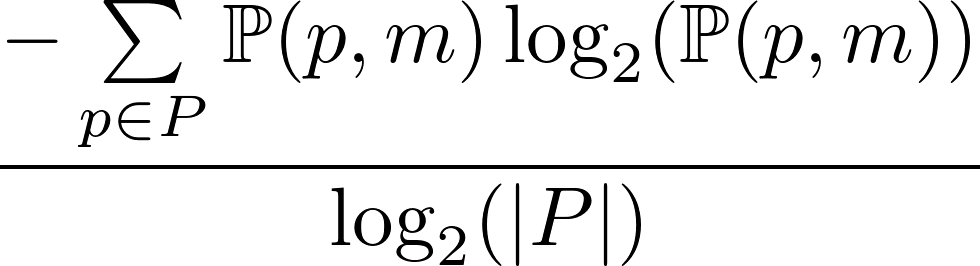 − ∑ ℙ(p, m) log₂(ℙ(p, m))
p∈P
log₂(|P|)